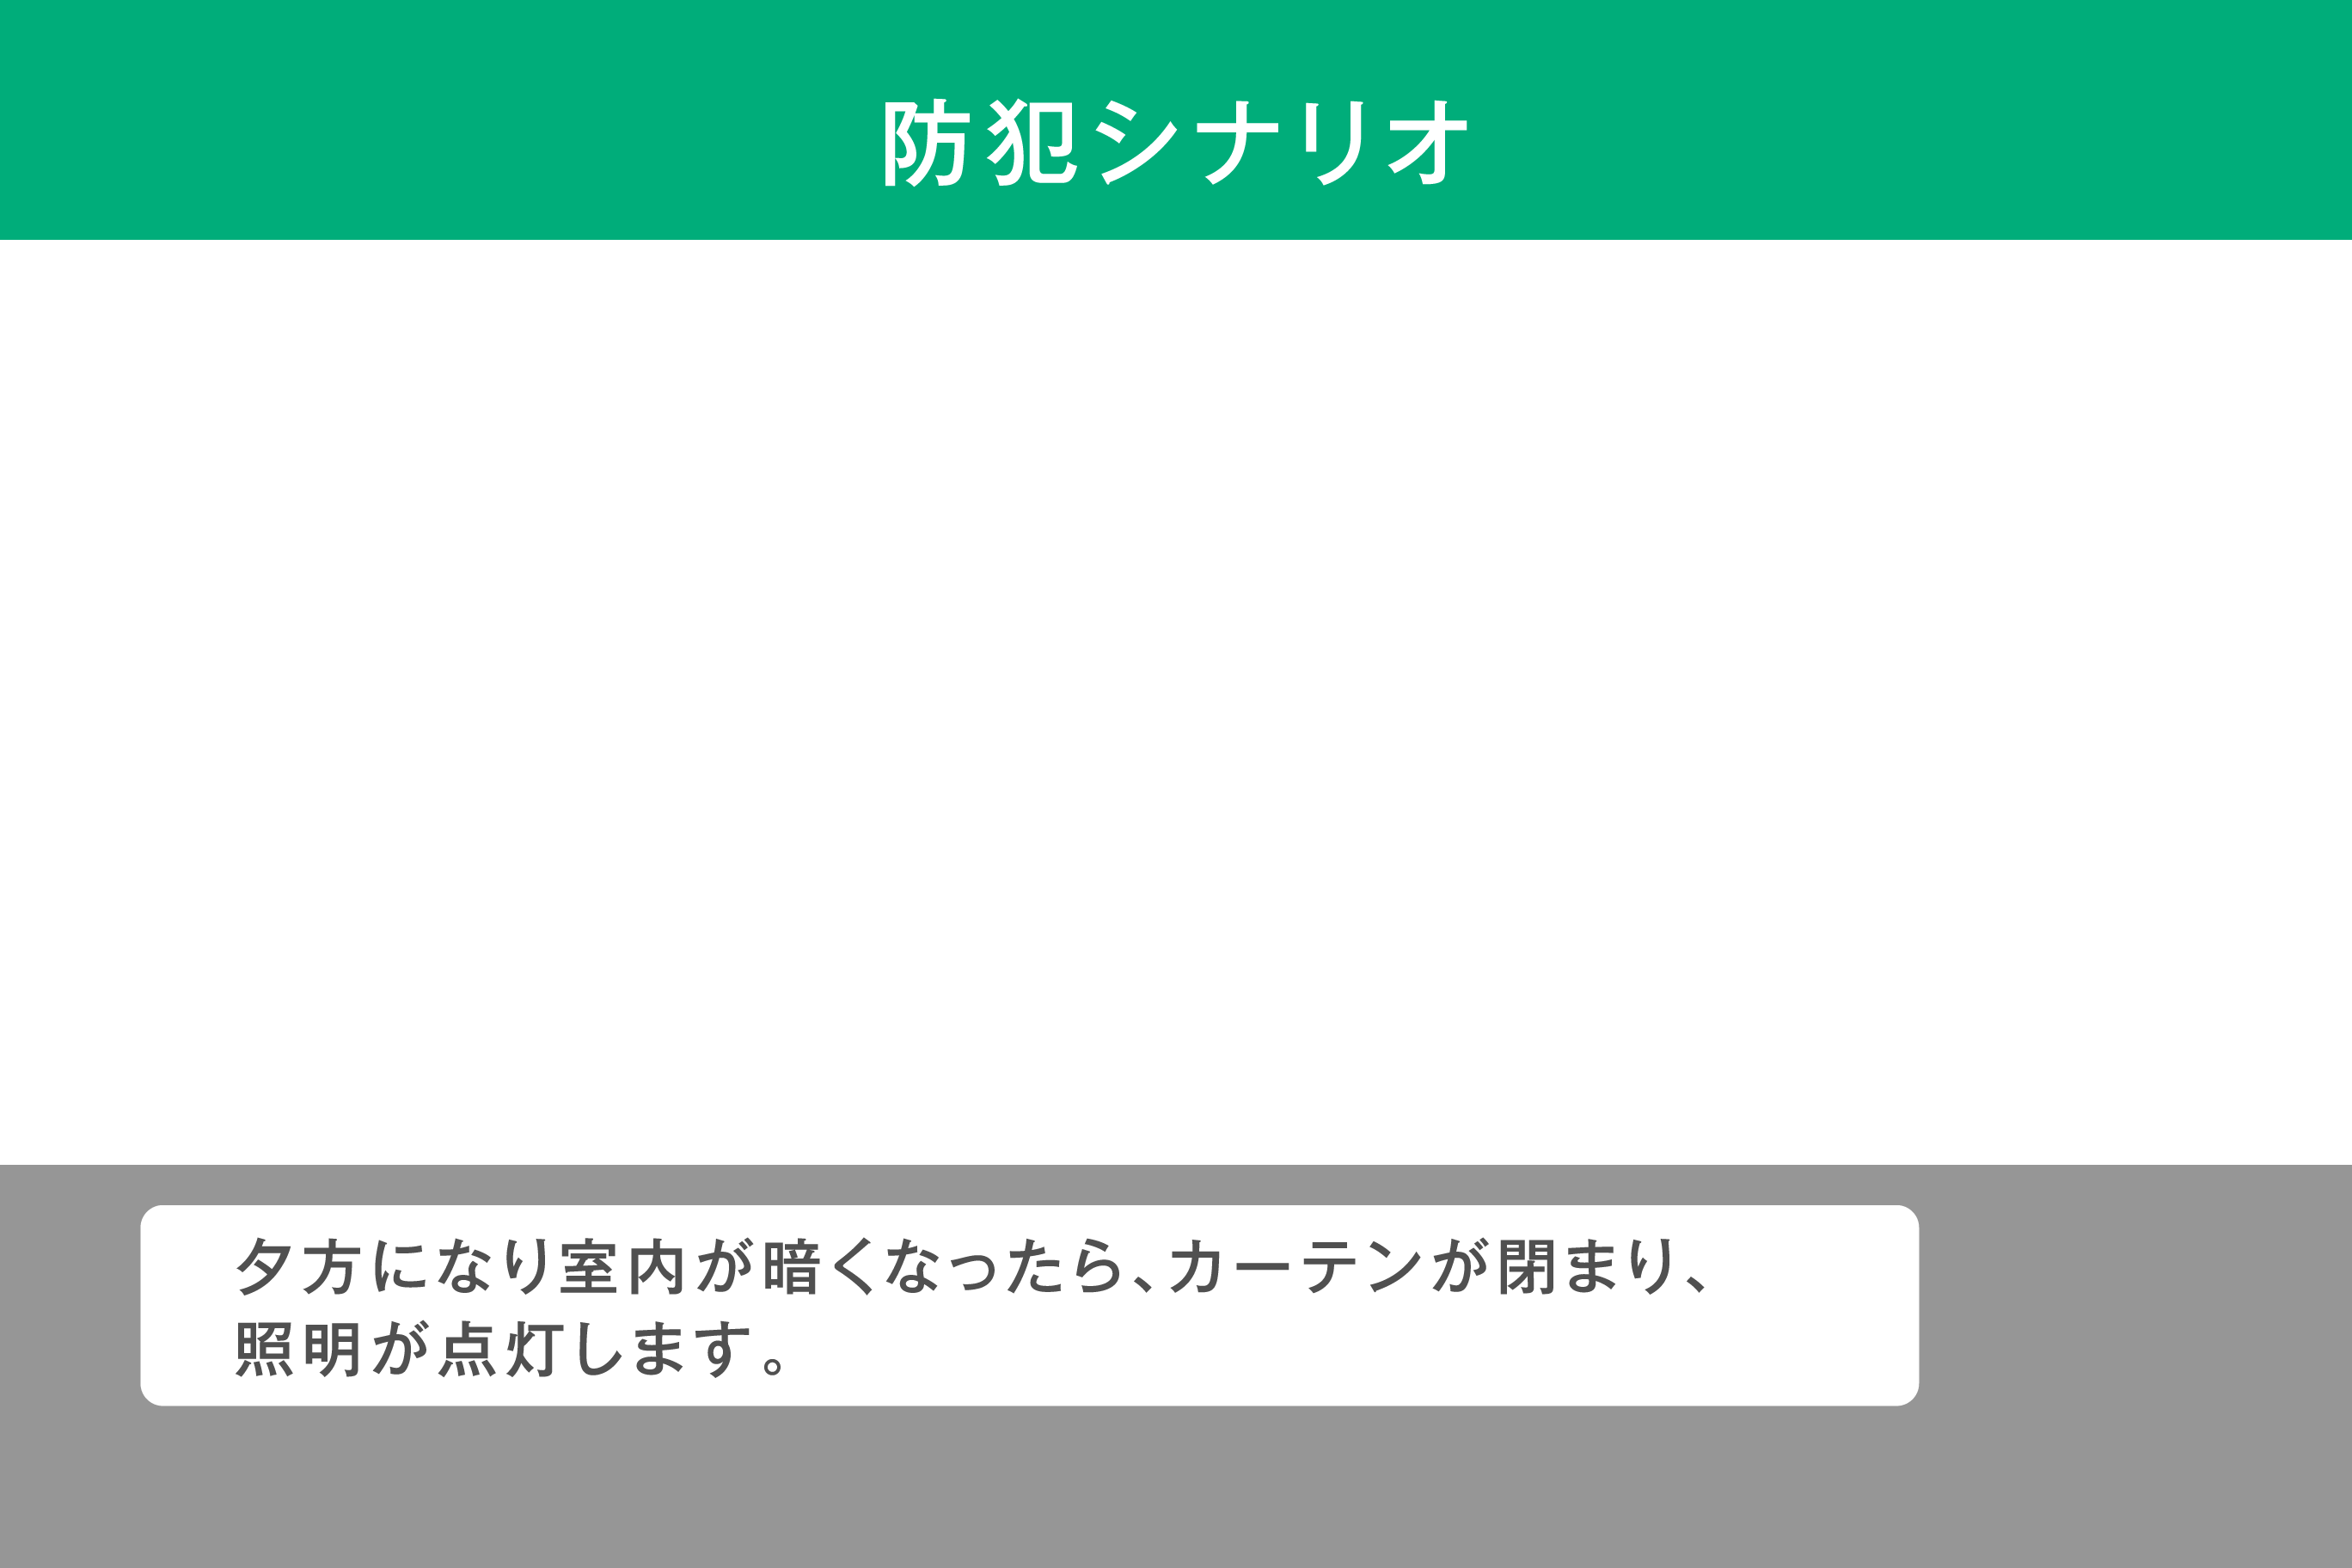 防犯シナリオ
夕方になり室内が暗くなったら、カーテンが閉まり、
照明が点灯します。